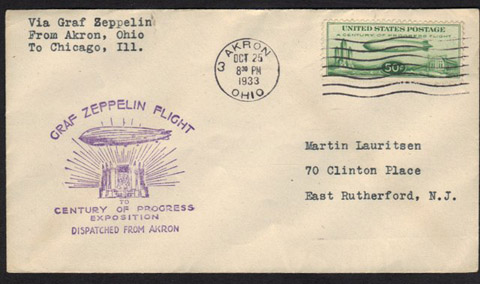 Via Graf Zeppelin
From Akron, Ohio
To Chicago, Ill.
AKRON
OCT 25
8 PM
1933
OHIO
3
UNITED STATES POSTAGE
A CENTURY OF PROGRESS FLIGHT
50c
GRAF ZEPPELIN FLIGHT
TO
CENTURY OF PROGRESS
EXPOSITION
DISPATCHED FROM AKRON
Martin Lauritsen
70 Clinton Place
East Rutherford, N.J.